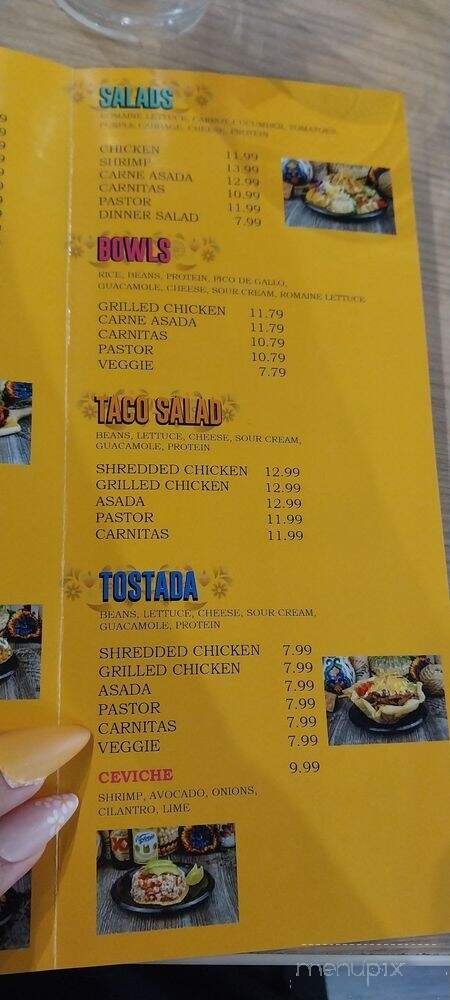 SALADS
ROMAINE LETTUCE, CARROT, CUCUMBER, TOMATOES,
PURPLE CABBAGE, CHEESE, PROTEIN
CHICKEN 11.99
SHRIMP 13.99
CARNE ASADA 12.99
CARNITAS 10.99
PASTOR 11.99
DINNER SALAD 7.99
BOWLS
RICE, BEANS, PROTEIN, PICO DE GALLO,
GUACAMOLE, CHEESE, SOUR CREAM, ROMAINE LETTUCE
GRILLED CHICKEN 11.79
CARNE ASADA 11.79
CARNITAS 10.79
PASTOR 10.79
VEGGIE 7.79
TACO SALAD
BEANS, LETTUCE, CHEESE, SOUR CREAM,
GUACAMOLE, PROTEIN
SHREDDED CHICKEN 12.99
GRILLED CHICKEN 12.99
ASADA 12.99
PASTOR 11.99
CARNITAS 11.99
TOSTADA
BEANS, LETTUCE, CHEESE, SOUR CREAM,
GUACAMOLE, PROTEIN
SHREDDED CHICKEN 7.99
GRILLED CHICKEN 7.99
ASADA 7.99
PASTOR 7.99
CARNITAS 7.99
VEGGIE 7.99
CEVICHE 9.99
SHRIMP, AVOCADO, ONIONS,
CILANTRO, LIME
menupix